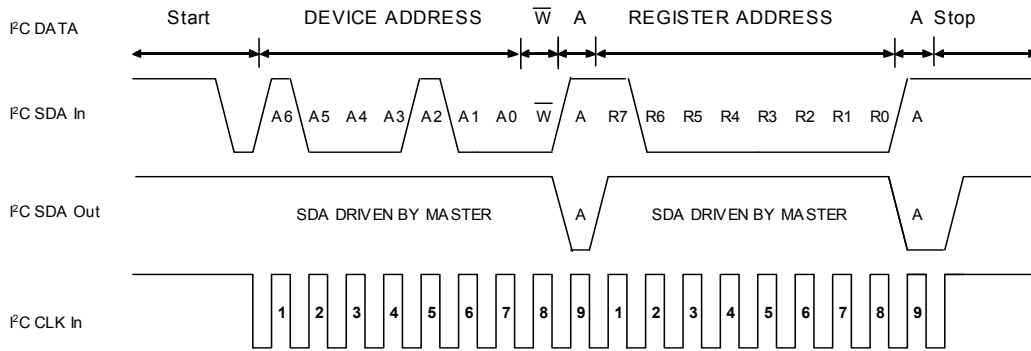 I²C DATA Start DEVICE ADDRESS W̅ A REGISTER ADDRESS A Stop
I²C SDA In A6 A5 A4 A3 A2 A1 A0 W̅ A R7 R6 R5 R4 R3 R2 R1 R0 A
I²C SDA Out SDA DRIVEN BY MASTER A SDA DRIVEN BY MASTER A
I²C CLK In 1 2 3 4 5 6 7 8 9 1 2 3 4 5 6 7 8 9